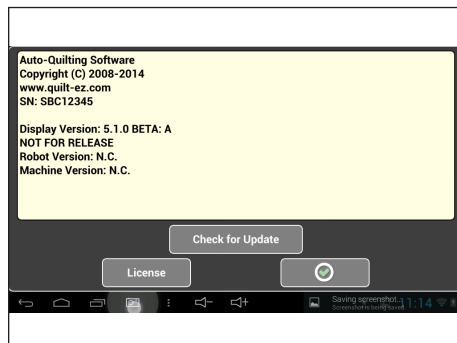 Auto-Quilting Software
Copyright (C) 2008-2014
www.quilt-ez.com
SN: SBC12345
Display Version: 5.1.0 BETA: A
NOT FOR RELEASE
Robot Version: N.C.
Machine Version: N.C.
Check for Update
License
Saving screenshot...
Screenshot is being saved.
11:14